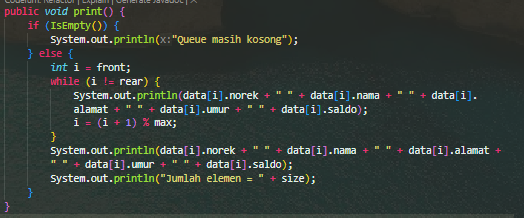 Codeium: Refactor | Explain | Generate Javadoc | ×
public void print() {
if (IsEmpty()) {
System.out.println(x:"Queue masih kosong");
} else {
int i = front;
while (i != rear) {
System.out.println(data[i].norek + " " + data[i].nama + " " + data[i].
alamat + " " + data[i].umur + " " + data[i].saldo);
i = (i + 1) % max;
}
System.out.println(data[i].norek + " " + data[i].nama + " " + data[i].alamat +
" " + data[i].umur + " " + data[i].saldo);
System.out.println("Jumlah elemen = " + size);
}
}